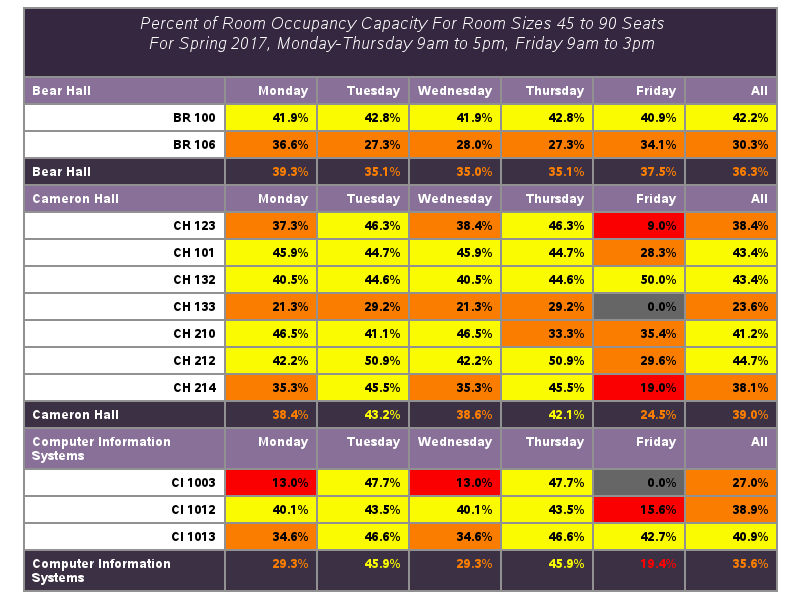 Percent of Room Occupancy Capacity For Room Sizes 45 to 90 Seats
For Spring 2017, Monday-Thursday 9am to 5pm, Friday 9am to 3pm
Bear Hall Monday Tuesday Wednesday Thursday Friday All
BR 100 41.9% 42.8% 41.9% 42.8% 40.9% 42.2%
BR 106 36.6% 27.3% 28.0% 27.3% 34.1% 30.3%
Bear Hall 39.3% 35.1% 35.0% 35.1% 37.5% 36.3%
Cameron Hall Monday Tuesday Wednesday Thursday Friday All
CH 123 37.3% 46.3% 38.4% 46.3% 9.0% 38.4%
CH 101 45.9% 44.7% 45.9% 44.7% 28.3% 43.4%
CH 132 40.5% 44.6% 40.5% 44.6% 50.0% 43.4%
CH 133 21.3% 29.2% 21.3% 29.2% 0.0% 23.6%
CH 210 46.5% 41.1% 46.5% 33.3% 35.4% 41.2%
CH 212 42.2% 50.9% 42.2% 50.9% 29.6% 44.7%
CH 214 35.3% 45.5% 35.3% 45.5% 19.0% 38.1%
Cameron Hall 38.4% 43.2% 38.6% 42.1% 24.5% 39.0%
Computer Information Monday Tuesday Wednesday Thursday Friday All
Systems
CI 1003 13.0% 47.7% 13.0% 47.7% 0.0% 27.0%
CI 1012 40.1% 43.5% 40.1% 43.5% 15.6% 38.9%
CI 1013 34.6% 46.6% 34.6% 46.6% 42.7% 40.9%
Computer Information 29.3% 45.9% 29.3% 45.9% 19.4% 35.6%
Systems